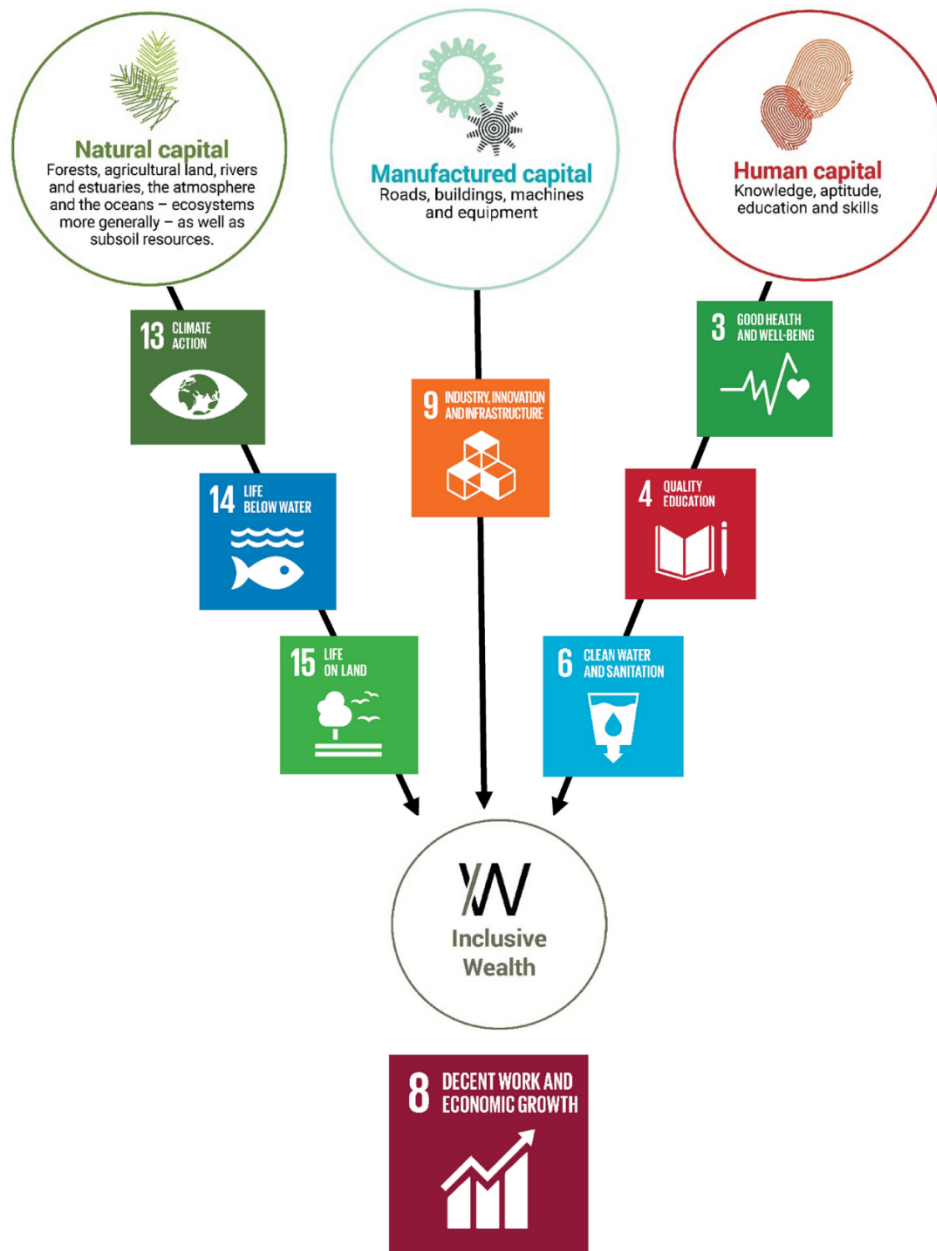 Natural capital
Forests, agricultural land, rivers
and estuaries, the atmosphere
and the oceans – ecosystems
more generally – as well as
subsoil resources.
Manufactured capital
Roads, buildings, machines
and equipment
Human capital
Knowledge, aptitude,
education and skills
13 CLIMATE
ACTION
3 GOOD HEALTH
AND WELL-BEING
9 INDUSTRY, INNOVATION
AND INFRASTRUCTURE
14 LIFE
BELOW WATER
4 QUALITY
EDUCATION
15 LIFE
ON LAND
6 CLEAN WATER
AND SANITATION
IW
Inclusive
Wealth
8 DECENT WORK AND
ECONOMIC GROWTH